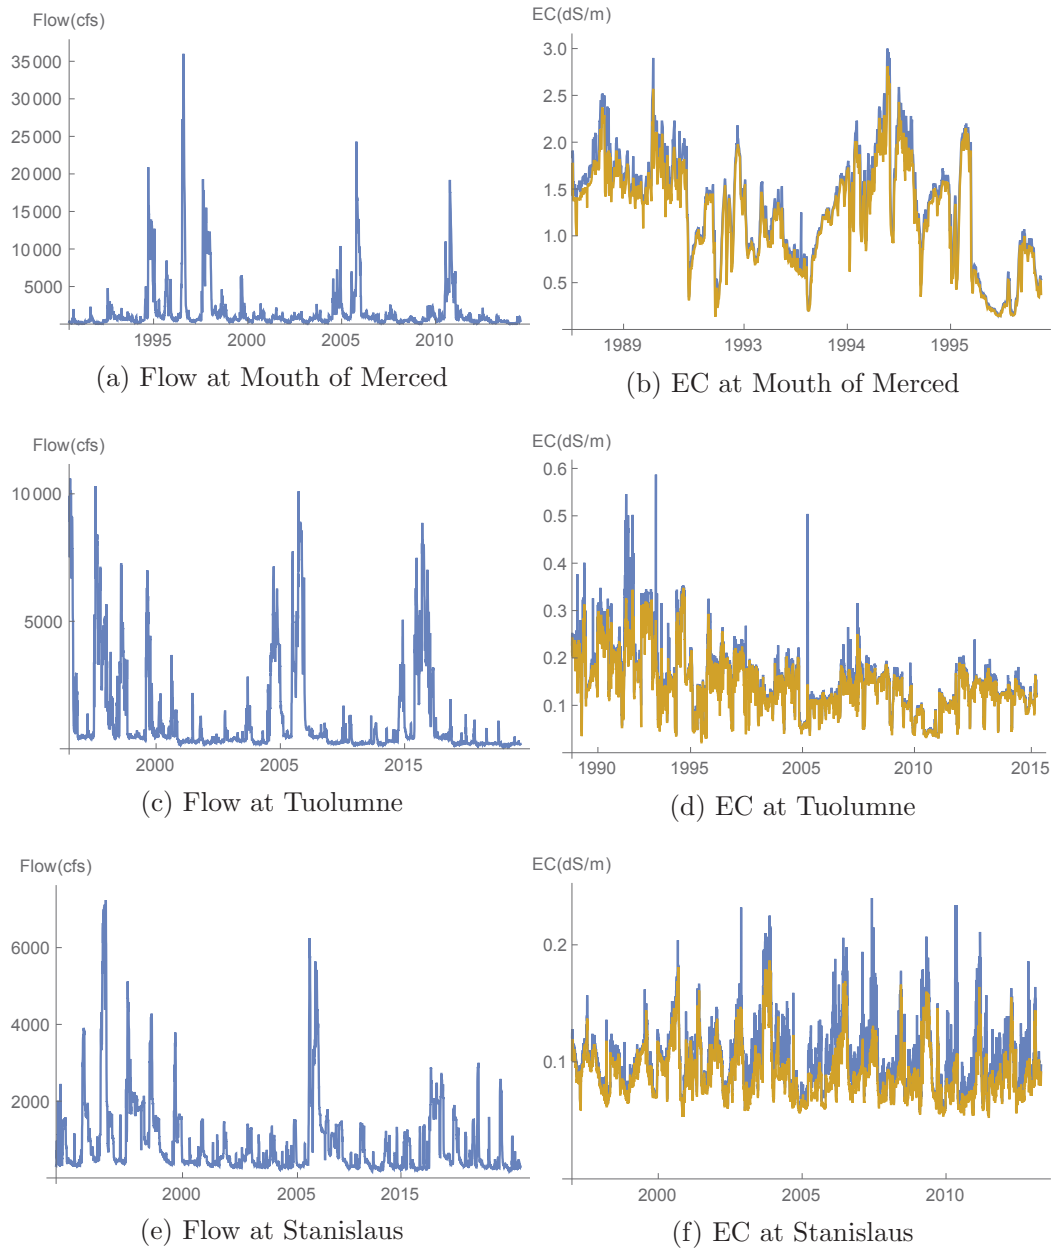 Flow(cfs)
35000
30000
25000
20000
15000
10000
5000
1995 2000 2005 2010
(a) Flow at Mouth of Merced
EC(dS/m)
3.0
2.5
2.0
1.5
1.0
0.5
1989 1993 1994 1995
(b) EC at Mouth of Merced
Flow(cfs)
10000
5000
2000 2005 2015
(c) Flow at Tuolumne
EC(dS/m)
0.6
0.5
0.4
0.3
0.2
0.1
1990 1995 2005 2010 2015
(d) EC at Tuolumne
Flow(cfs)
6000
4000
2000
2000 2005 2015
(e) Flow at Stanislaus
EC(dS/m)
0.2
0.1
2000 2005 2010
(f) EC at Stanislaus